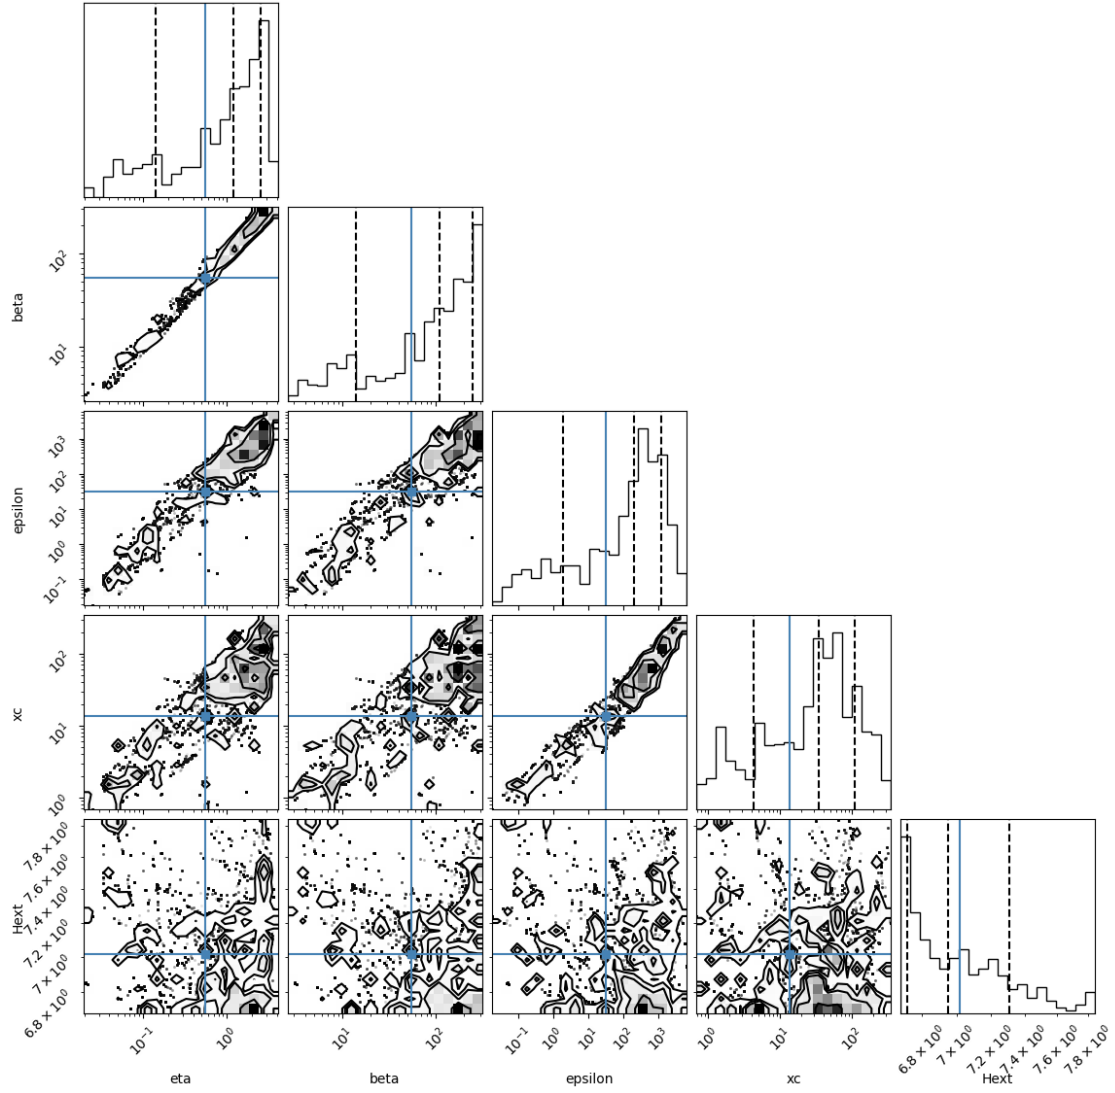 beta
10²
10¹
epsilon
10³
10²
10¹
10⁰
10⁻¹
xc
10²
10¹
10⁰
Hext
7.8 × 10⁰
7.6 × 10⁰
7.4 × 10⁰
7.2 × 10⁰
7 × 10⁰
6.8 × 10⁰
10⁻¹ 10⁰
10¹ 10²
10⁻¹ 10⁰ 10¹ 10² 10³
10⁰ 10¹ 10²
6.8 × 10⁰ 7 × 10⁰ 7.2 × 10⁰ 7.4 × 10⁰ 7.6 × 10⁰ 7.8 × 10⁰
eta beta epsilon xc Hext